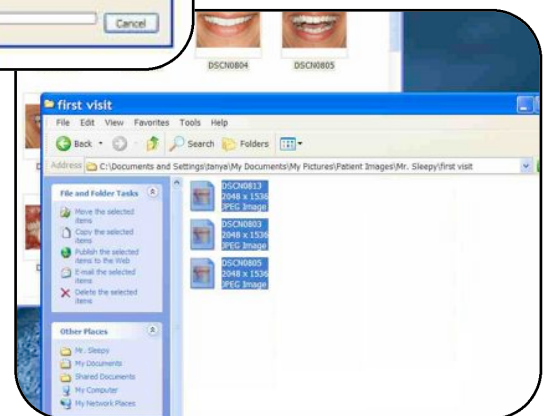 Cancel
DSCN0804
DSCN0805
first visit
File Edit View Favorites Tools Help
Back Search Folders
Address C:\Documents and Settings\tanya\My Documents\My Pictures\Patient Images\Mr. Sleepy\first visit
File and Folder Tasks
Move the selected items
Copy the selected items
Publish the selected items to the Web
E-mail the selected items
Delete the selected items
Other Places
Mr. Sleepy
My Documents
Shared Documents
My Computer
My Network Places
DSCN0813
2048 x 1536
JPEG Image
DSCN0803
2048 x 1536
JPEG Image
DSCN0805
2048 x 1536
JPEG Image